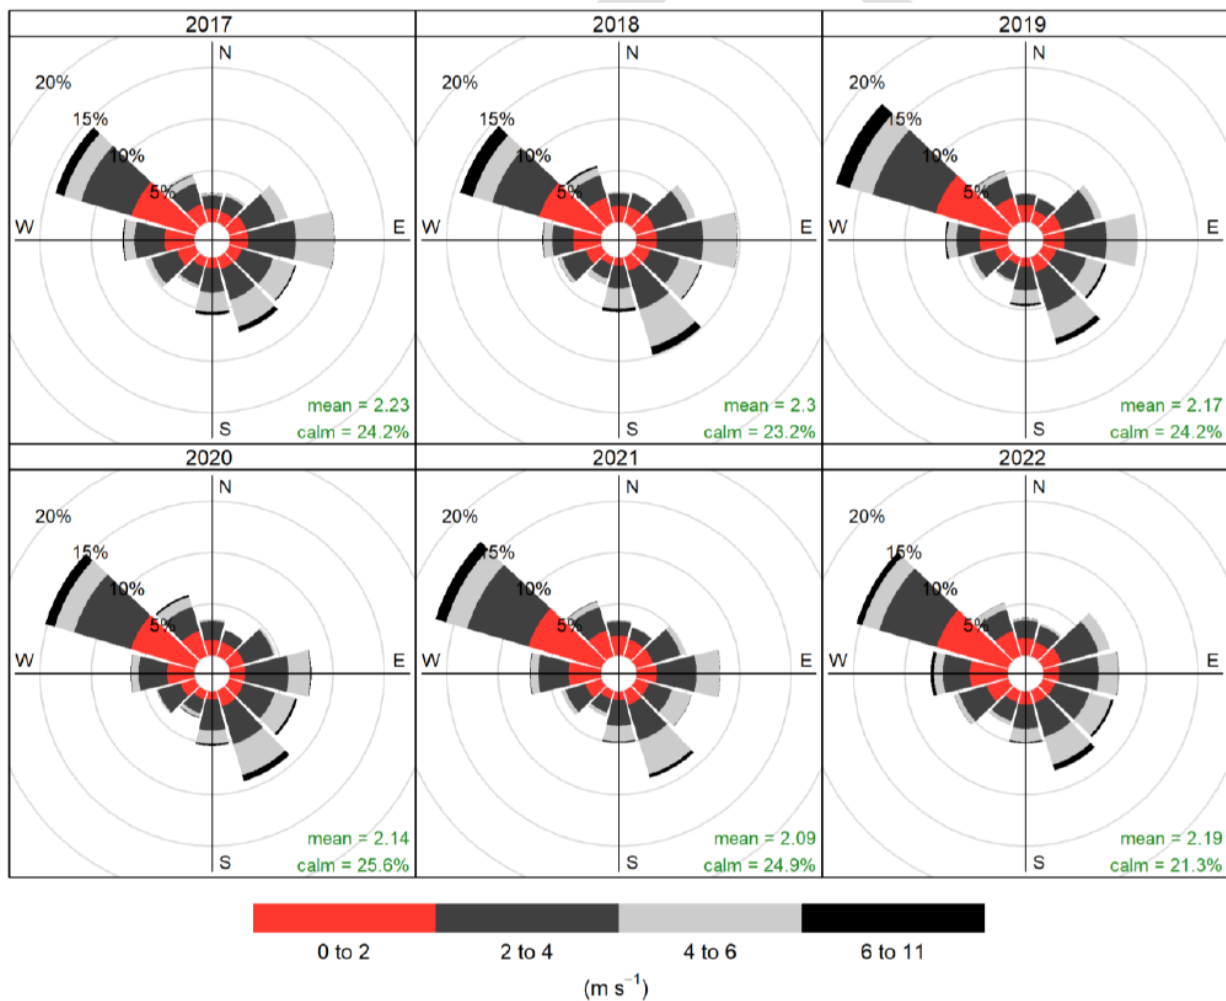 2017
2018
2019
N
20%
15%
10%
5%
W
E
S
mean = 2.23
calm = 24.2%
N
20%
15%
10%
5%
W
E
S
mean = 2.3
calm = 23.2%
N
20%
15%
10%
5%
W
E
S
mean = 2.17
calm = 24.2%
2020
2021
2022
N
20%
15%
10%
5%
W
E
S
mean = 2.14
calm = 25.6%
N
20%
15%
10%
5%
W
E
S
mean = 2.09
calm = 24.9%
N
20%
15%
10%
5%
W
E
S
mean = 2.19
calm = 21.3%
0 to 2
2 to 4
4 to 6
6 to 11
(m s⁻¹)